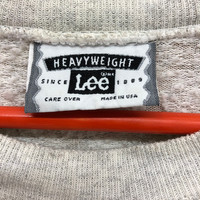 HEAVYWEIGHT
SINCE Lee 1889
CARE OVER MADE IN USA